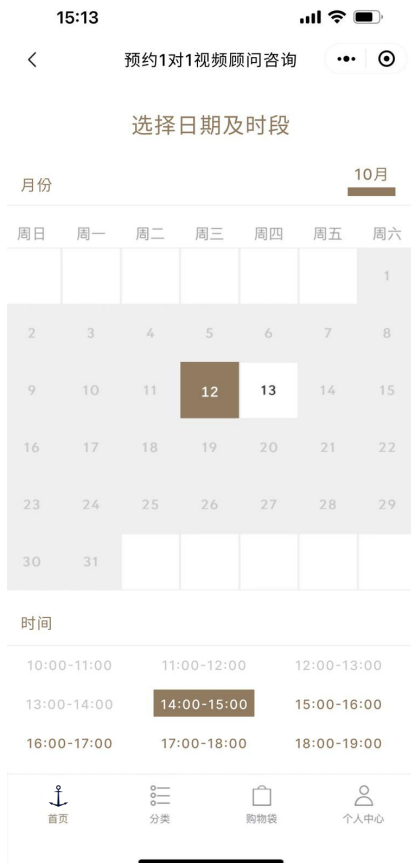 15:13
预约1对1视频顾问咨询
选择日期及时段
月份 10月
周日 周一 周二 周三 周四 周五 周六
1
2 3 4 5 6 7 8
9 10 11 12 13 14 15
16 17 18 19 20 21 22
23 24 25 26 27 28 29
30 31
时间
10:00-11:00 11:00-12:00 12:00-13:00
13:00-14:00 14:00-15:00 15:00-16:00
16:00-17:00 17:00-18:00 18:00-19:00
首页 分类 购物袋 个人中心